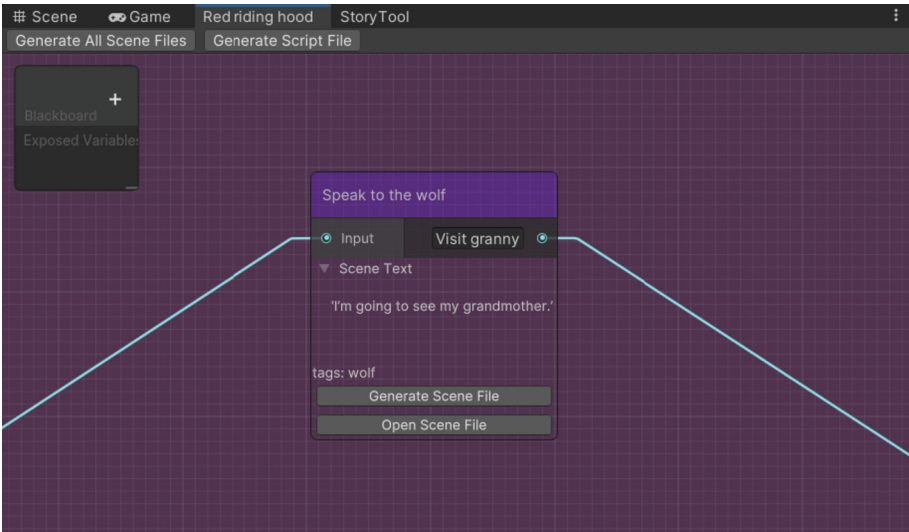 Scene Game Red riding hood StoryTool
Generate All Scene Files Generate Script File
Blackboard
Exposed Variables
Speak to the wolf
Input Visit granny
Scene Text
'I'm going to see my grandmother.'
tags: wolf
Generate Scene File
Open Scene File